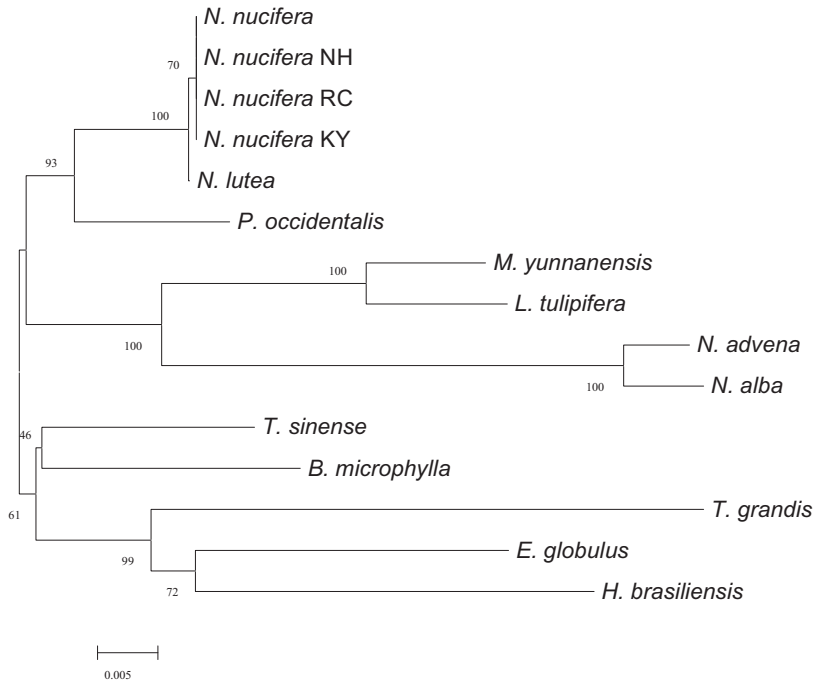 N. nucifera
N. nucifera NH
70
N. nucifera RC
100
N. nucifera KY
93
N. lutea
P. occidentalis
M. yunnanensis
100
L. tulipifera
100
N. advena
100
N. alba
T. sinense
46
B. microphylla
T. grandis
61
E. globulus
99
72
H. brasiliensis
0.005